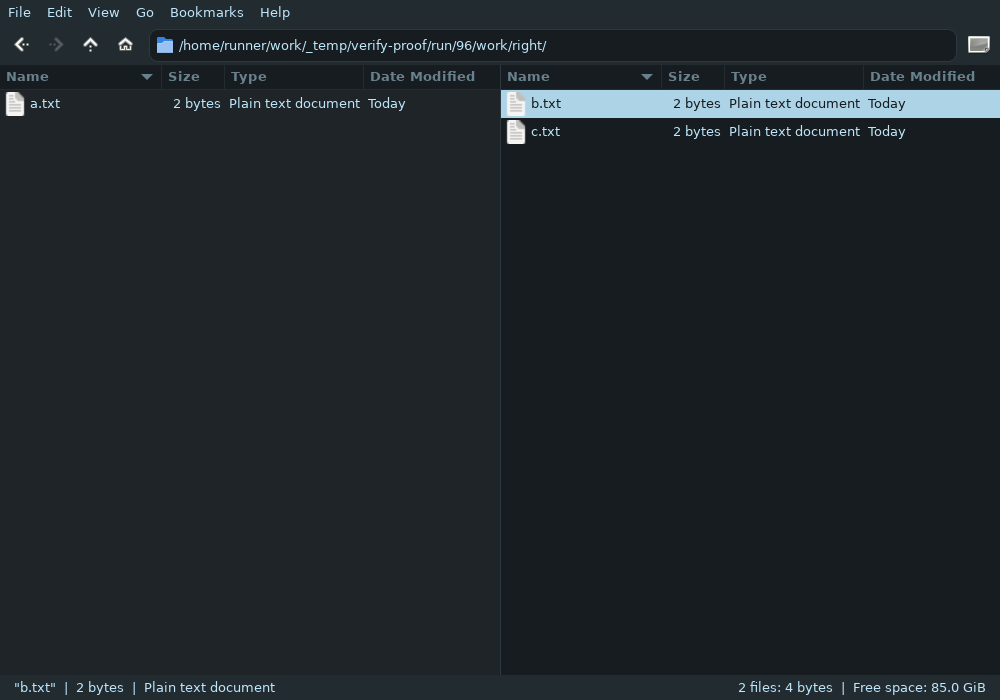 File Edit View Go Bookmarks Help
/home/runner/work/_temp/verify-proof/run/96/work/right/
Name Size Type Date Modified
a.txt 2 bytes Plain text document Today
Name Size Type Date Modified
b.txt 2 bytes Plain text document Today
c.txt 2 bytes Plain text document Today
"b.txt" | 2 bytes | Plain text document
2 files: 4 bytes | Free space: 85.0 GiB